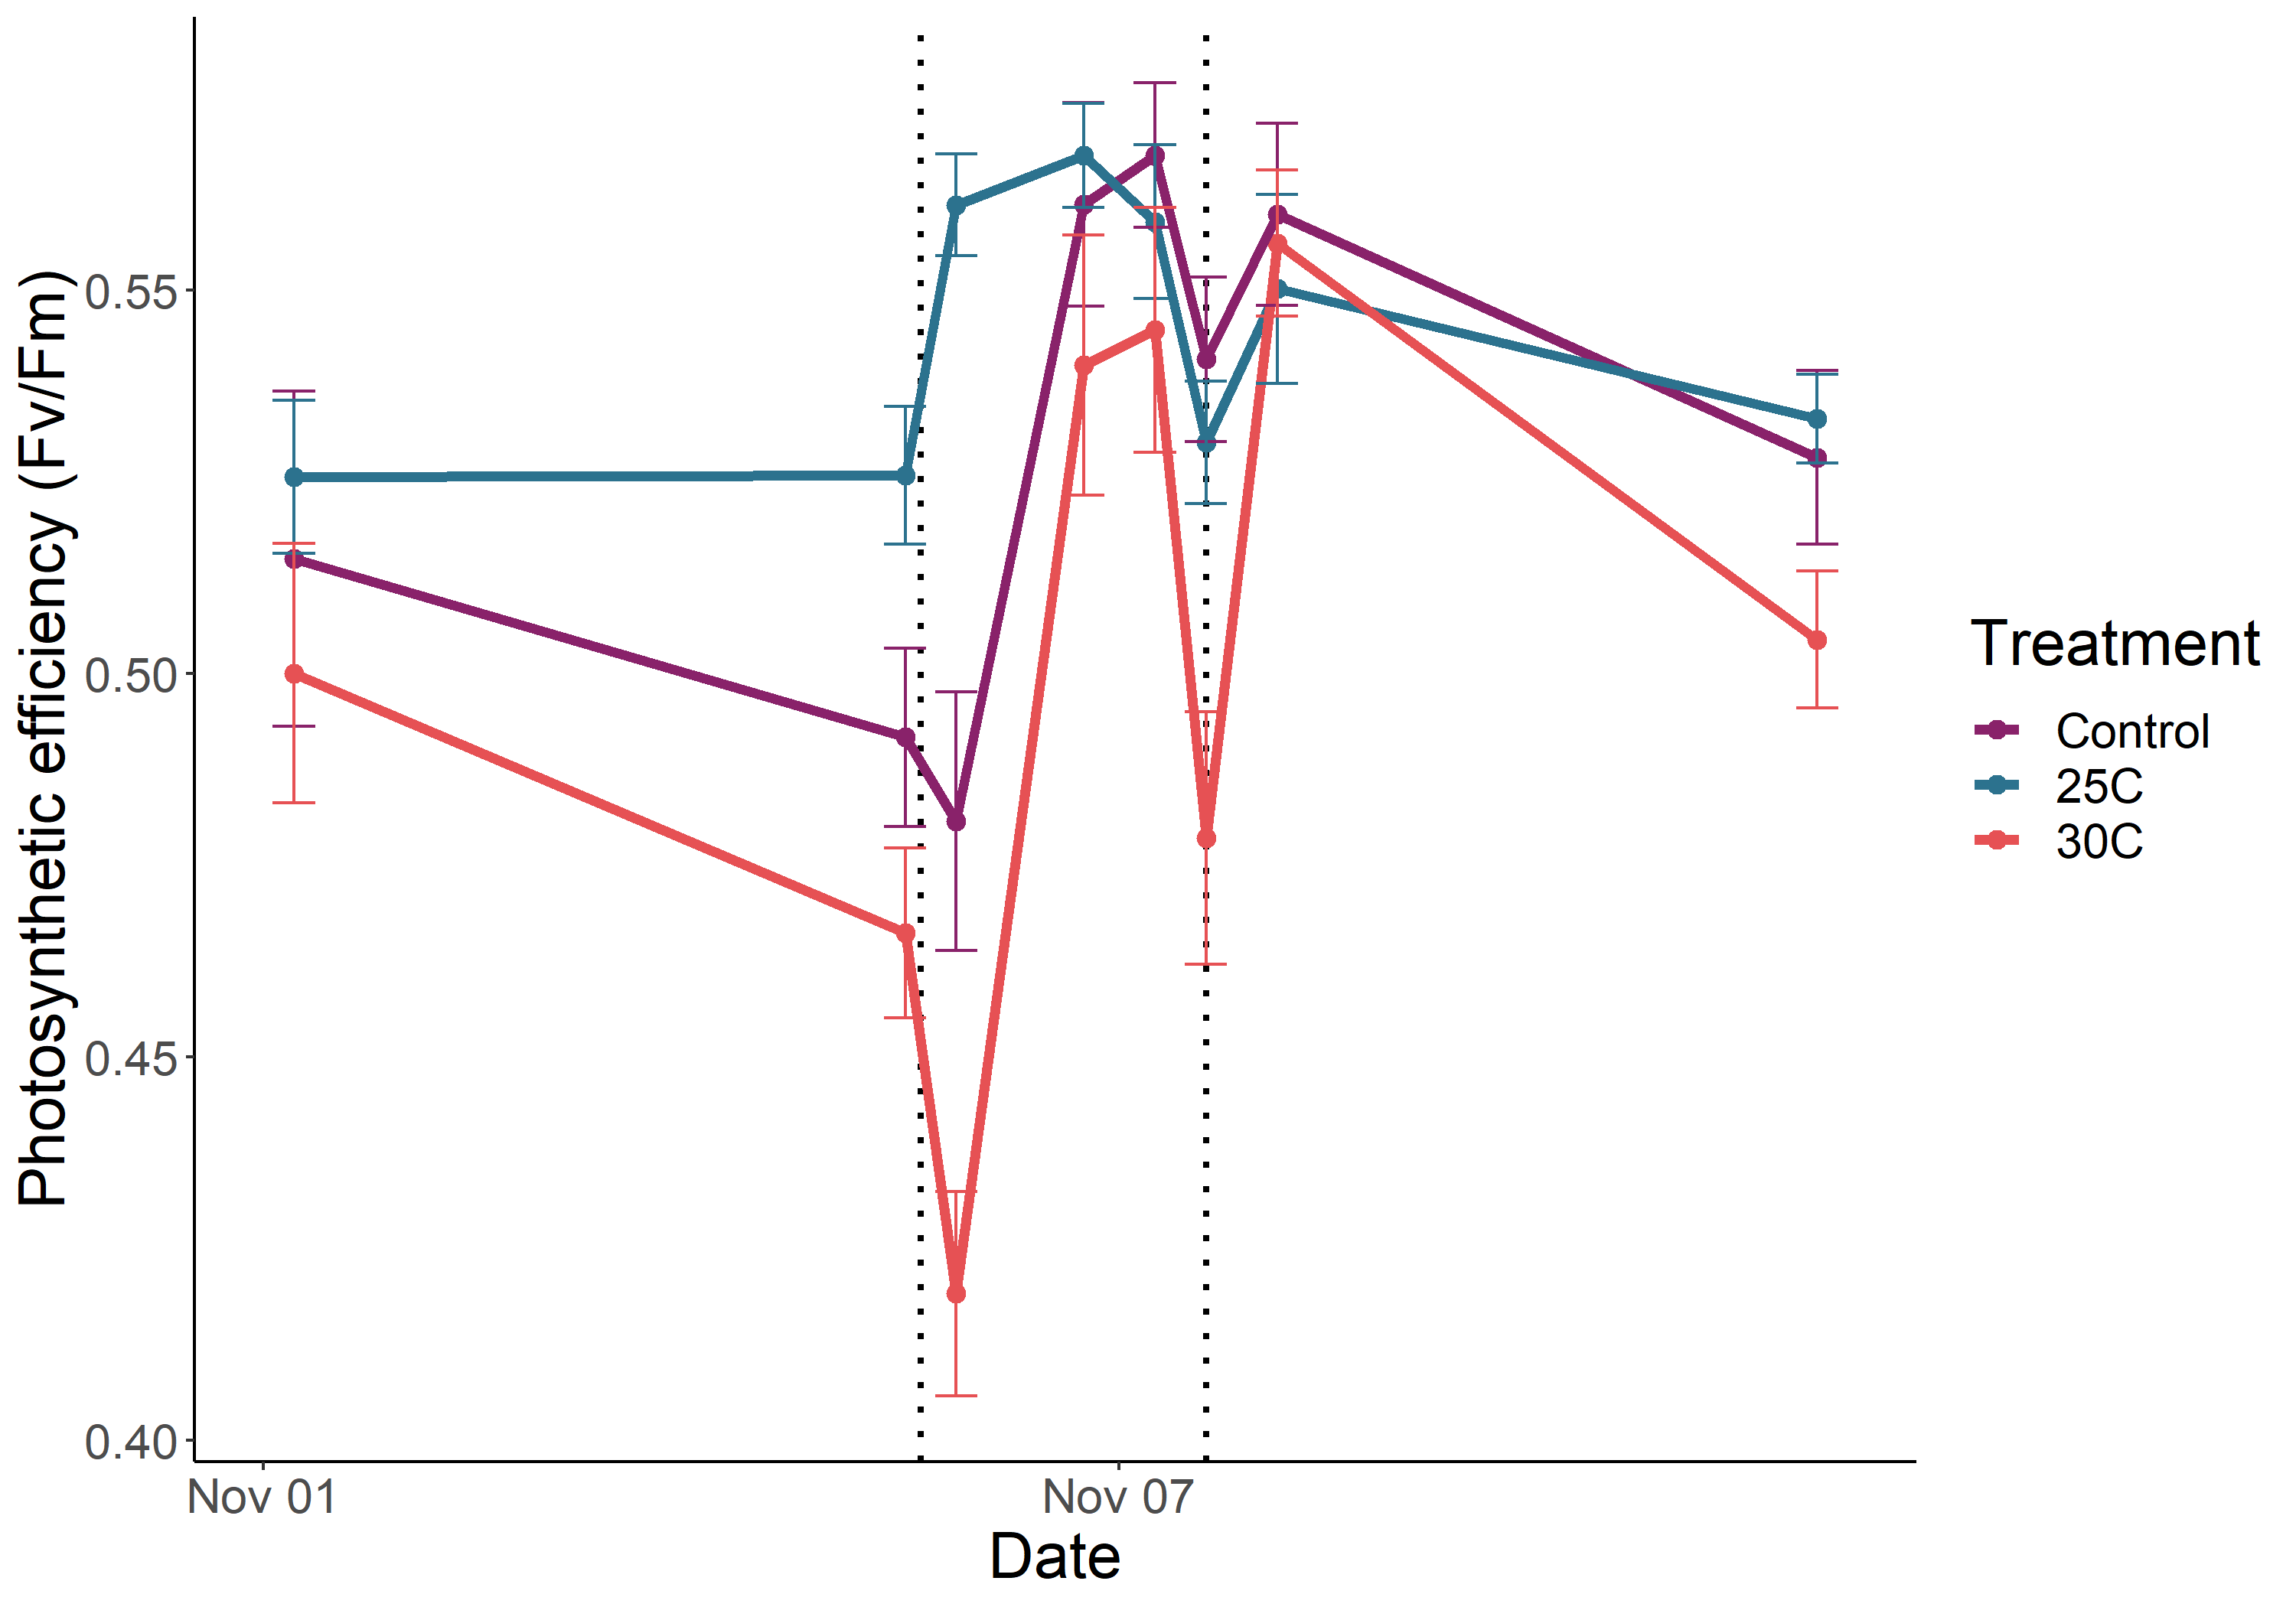 Photosynthetic efficiency (Fv/Fm)
0.55
0.50
0.45
0.40
Nov 01
Nov 07
Date
Treatment
Control
25C
30C